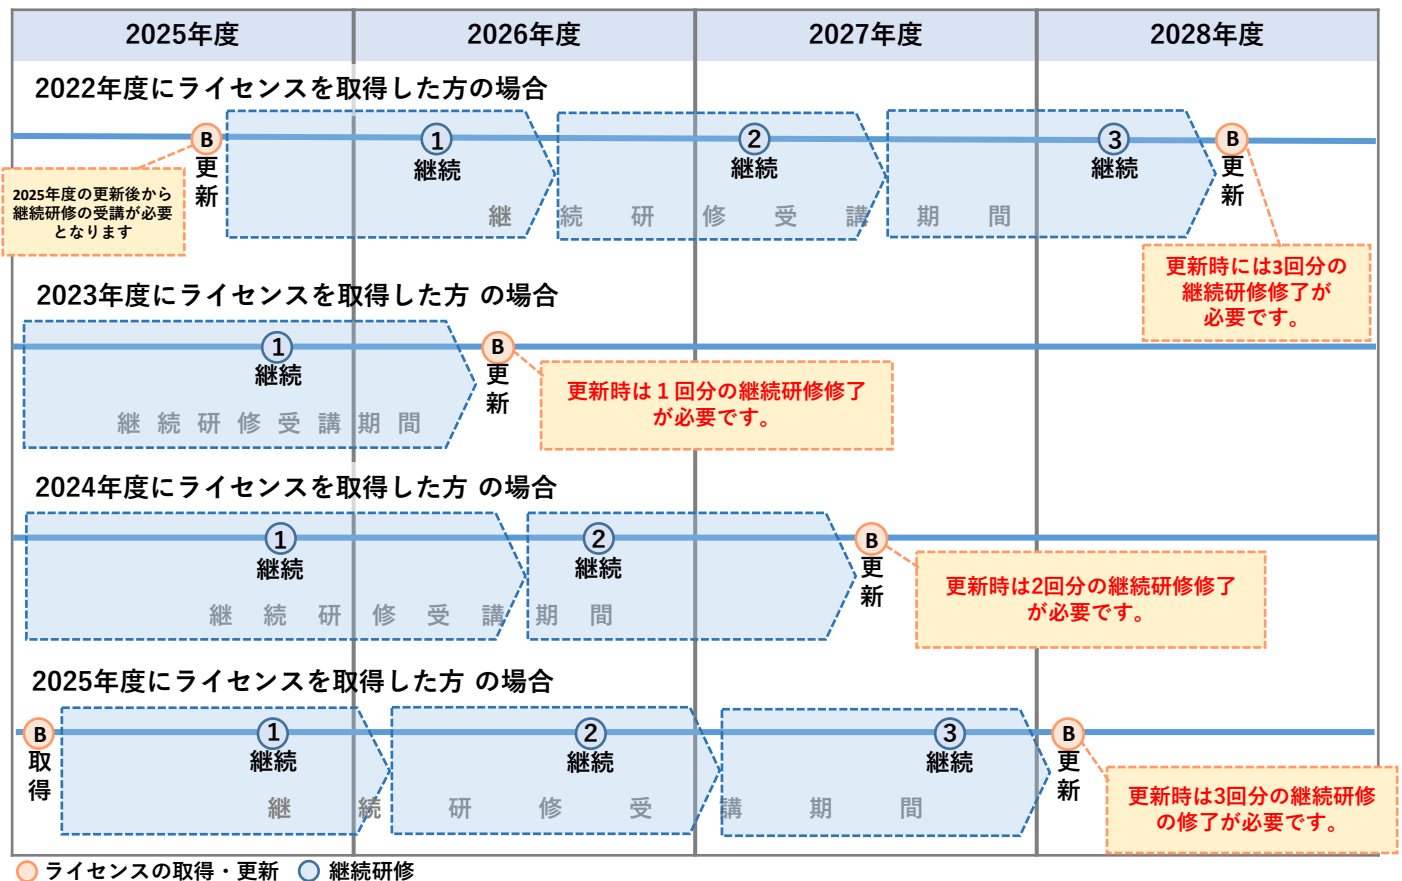 2025年度
2026年度
2027年度
2028年度
2022年度にライセンスを取得した方の場合
B
更新
1
継続
2
継続
3
継続
B
更新
継続研修受講期間
2025年度の更新後から
継続研修の受講が必要
となります
更新時には3回分の
継続研修修了が
必要です。
2023年度にライセンスを取得した方 の場合
1
継続
B
更新
継続研修受講期間
更新時は１回分の継続研修修了
が必要です。
2024年度にライセンスを取得した方 の場合
1
継続
2
継続
B
更新
継続研修受講期間
更新時は2回分の継続研修修了
が必要です。
2025年度にライセンスを取得した方 の場合
B
取得
1
継続
2
継続
3
継続
B
更新
継続研修受講期間
更新時は3回分の継続研修
の修了が必要です。
ライセンスの取得・更新
継続研修